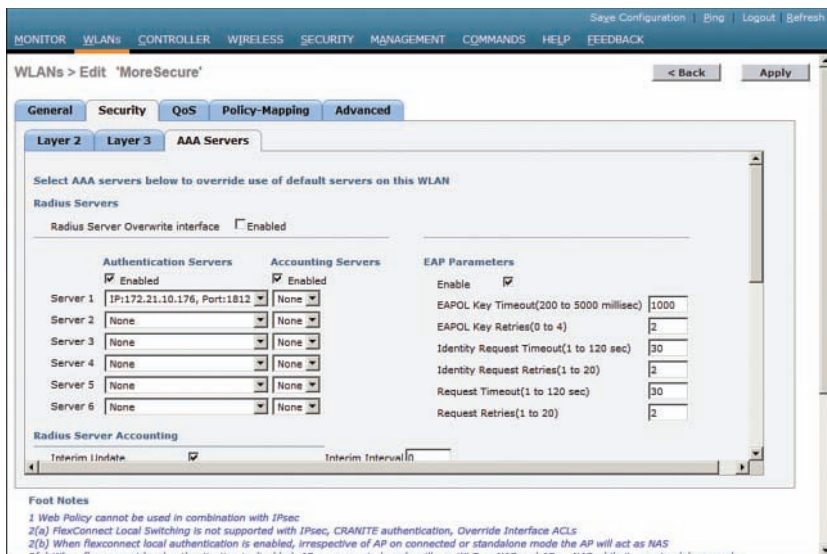 Save Configuration | Ping | Logout | Refresh
MONITOR WLANs CONTROLLER WIRELESS SECURITY MANAGEMENT COMMANDS HELP FEEDBACK
WLANs > Edit 'MoreSecure'
< Back
Apply
General Security QoS Policy-Mapping Advanced
Layer 2 Layer 3 AAA Servers
Select AAA servers below to override use of default servers on this WLAN
Radius Servers
Radius Server Overwrite interface Enabled
Authentication Servers Accounting Servers
Enabled Enabled
Server 1 IP:172.21.10.176, Port:1812 None
Server 2 None None
Server 3 None None
Server 4 None None
Server 5 None None
Server 6 None None
EAP Parameters
Enable
EAPOL Key Timeout(200 to 5000 millisec) 1000
EAPOL Key Retries(0 to 4) 2
Identity Request Timeout(1 to 120 sec) 30
Identity Request Retries(1 to 20) 2
Request Timeout(1 to 120 sec) 30
Request Retries(1 to 20) 2
Radius Server Accounting
Interim Update Interim Interval 0
Foot Notes
1 Web Policy cannot be used in combination with IPsec
2(a) FlexConnect Local Switching is not supported with IPsec, CRANITE authentication, Override Interface ACLs
2(b) When flexconnect local authentication is enabled, irrespective of AP on connected or standalone mode the AP will act as NAS